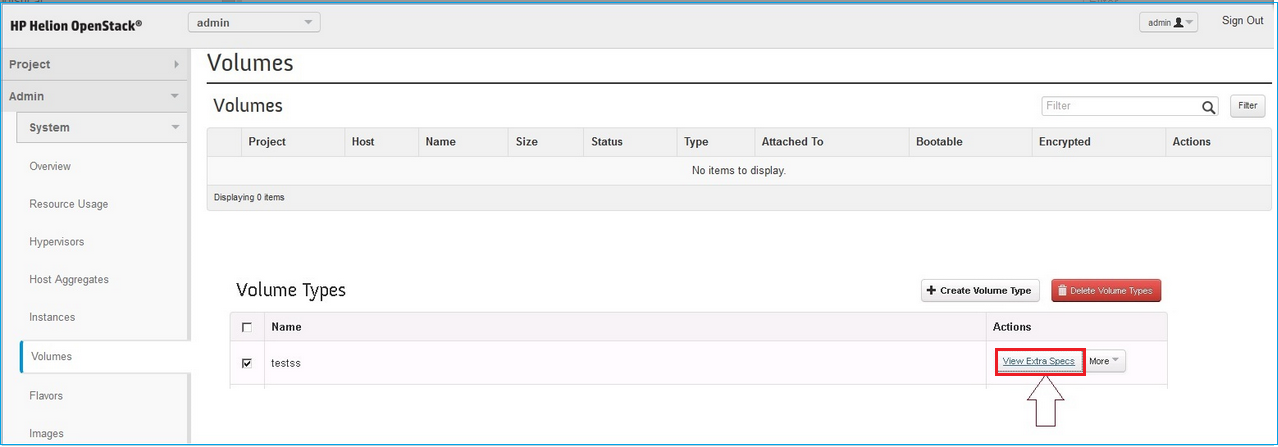 HP Helion OpenStack®
admin
admin
Sign Out
Project
Admin
System
Overview
Resource Usage
Hypervisors
Host Aggregates
Instances
Volumes
Flavors
Images
Volumes
Volumes
Filter
Filter
Project Host Name Size Status Type Attached To Bootable Encrypted Actions
No items to display.
Displaying 0 items
Volume Types
+ Create Volume Type
Delete Volume Types
Name Actions
testss View Extra Specs More